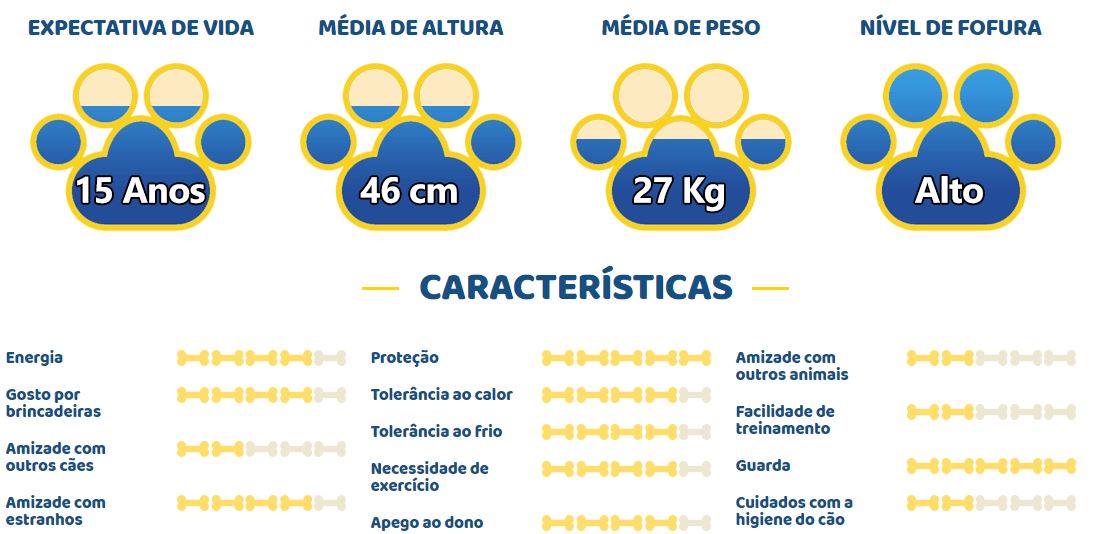 EXPECTATIVA DE VIDA
MÉDIA DE ALTURA
MÉDIA DE PESO
NÍVEL DE FOFURA
15 Anos
46 cm
27 Kg
Alto
CARACTERÍSTICAS
Energia
Gosto por
brincadeiras
Amizade com
outros cães
Amizade com
estranhos
Proteção
Tolerância ao calor
Tolerância ao frio
Necessidade de
exercício
Apego ao dono
Amizade com
outros animais
Facilidade de
treinamento
Guarda
Cuidados com a
higiene do cão